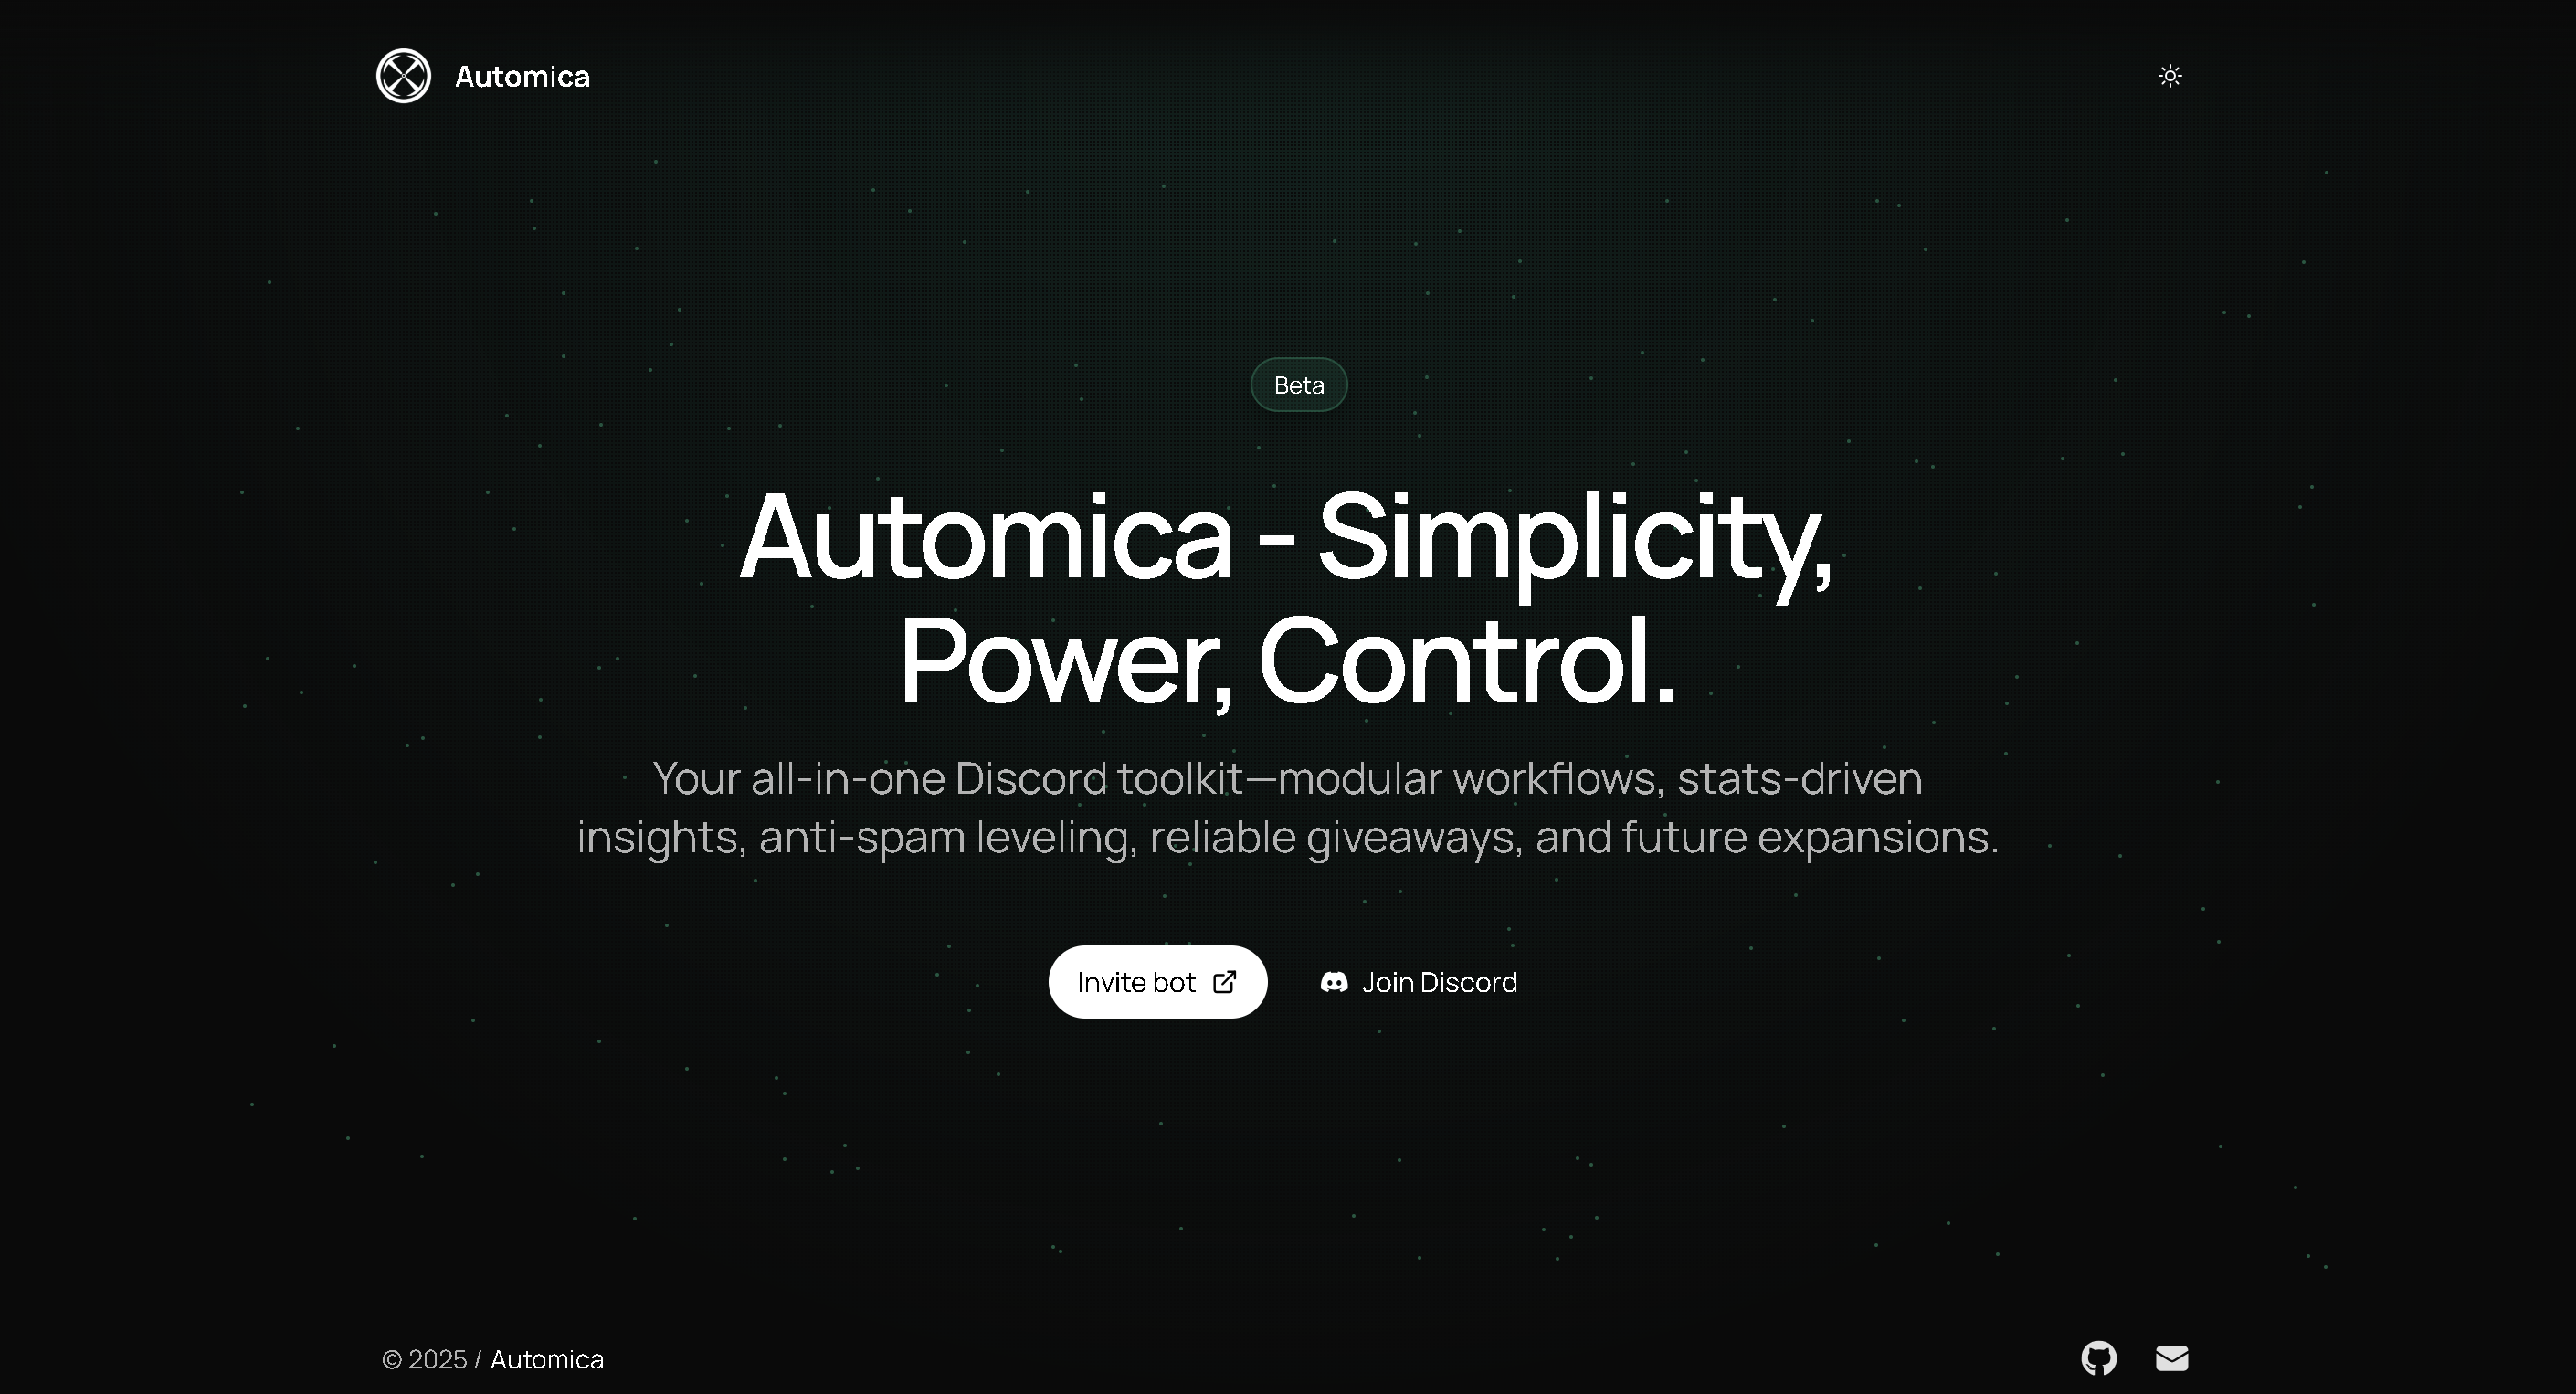 Automica
Beta
Automica - Simplicity,
Power, Control.
Your all-in-one Discord toolkit—modular workflows, stats-driven
insights, anti-spam leveling, reliable giveaways, and future expansions.
Invite bot
Join Discord
© 2025 / Automica